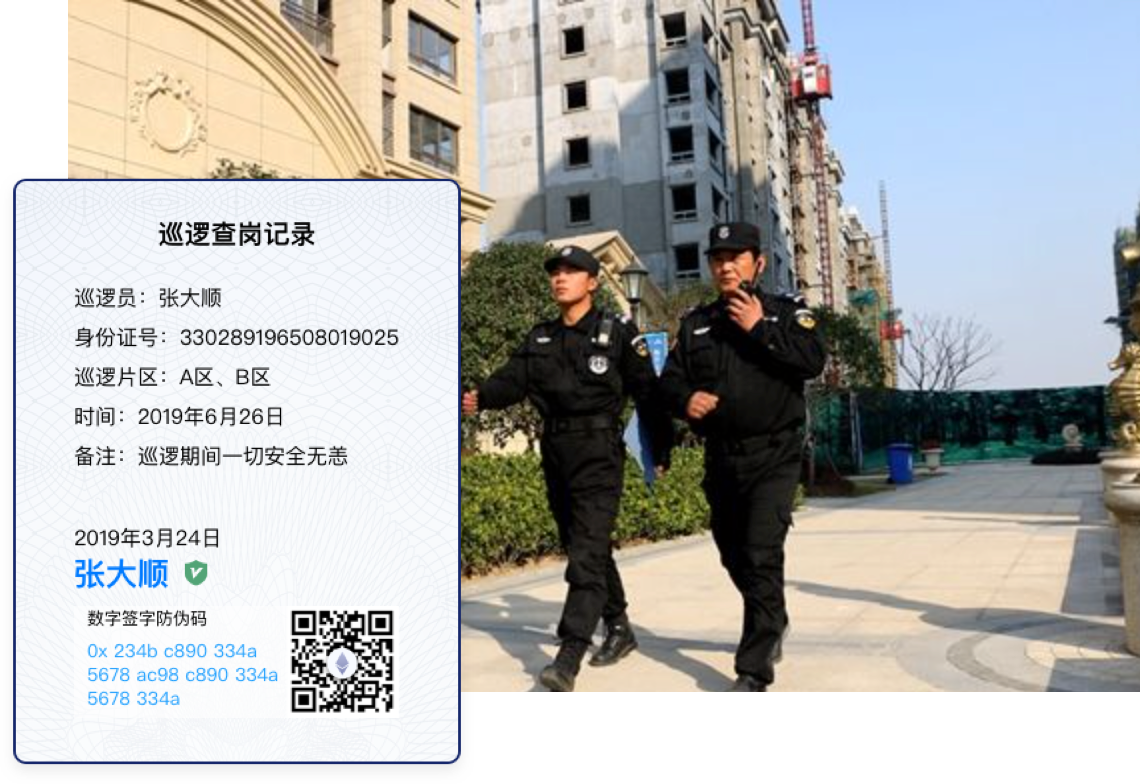 巡逻查岗记录
巡逻员：张大顺
身份证号：330289196508019025
巡逻片区：A区、B区
时间：2019年6月26日
备注：巡逻期间一切安全无恙
2019年3月24日
张大顺
数字签字防伪码
0x 234b c890 334a
5678 ac98 c890 334a
5678 334a